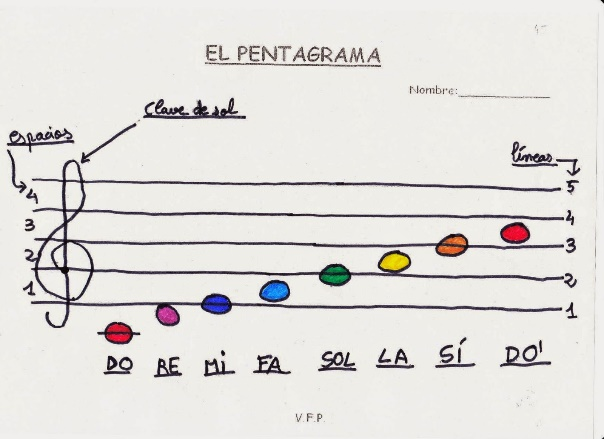 EL PENTAGRAMA
Nombre:
Clave de sol
espacios
líneas
5
4
4
3
3
2
2
1
1
DO RE Mi FA SOL LA SÍ DO'
V.F.P.